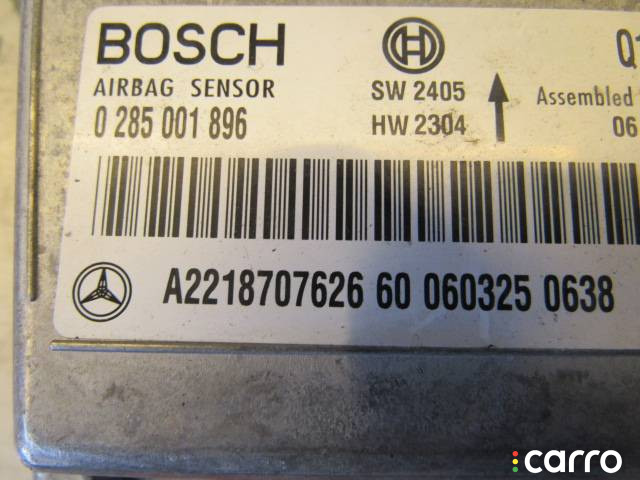 BOSCH
AIRBAG SENSOR
0 285 001 896
SW 2405
HW 2304
Assembled
06
A2218707626 60 060325 0638
carro